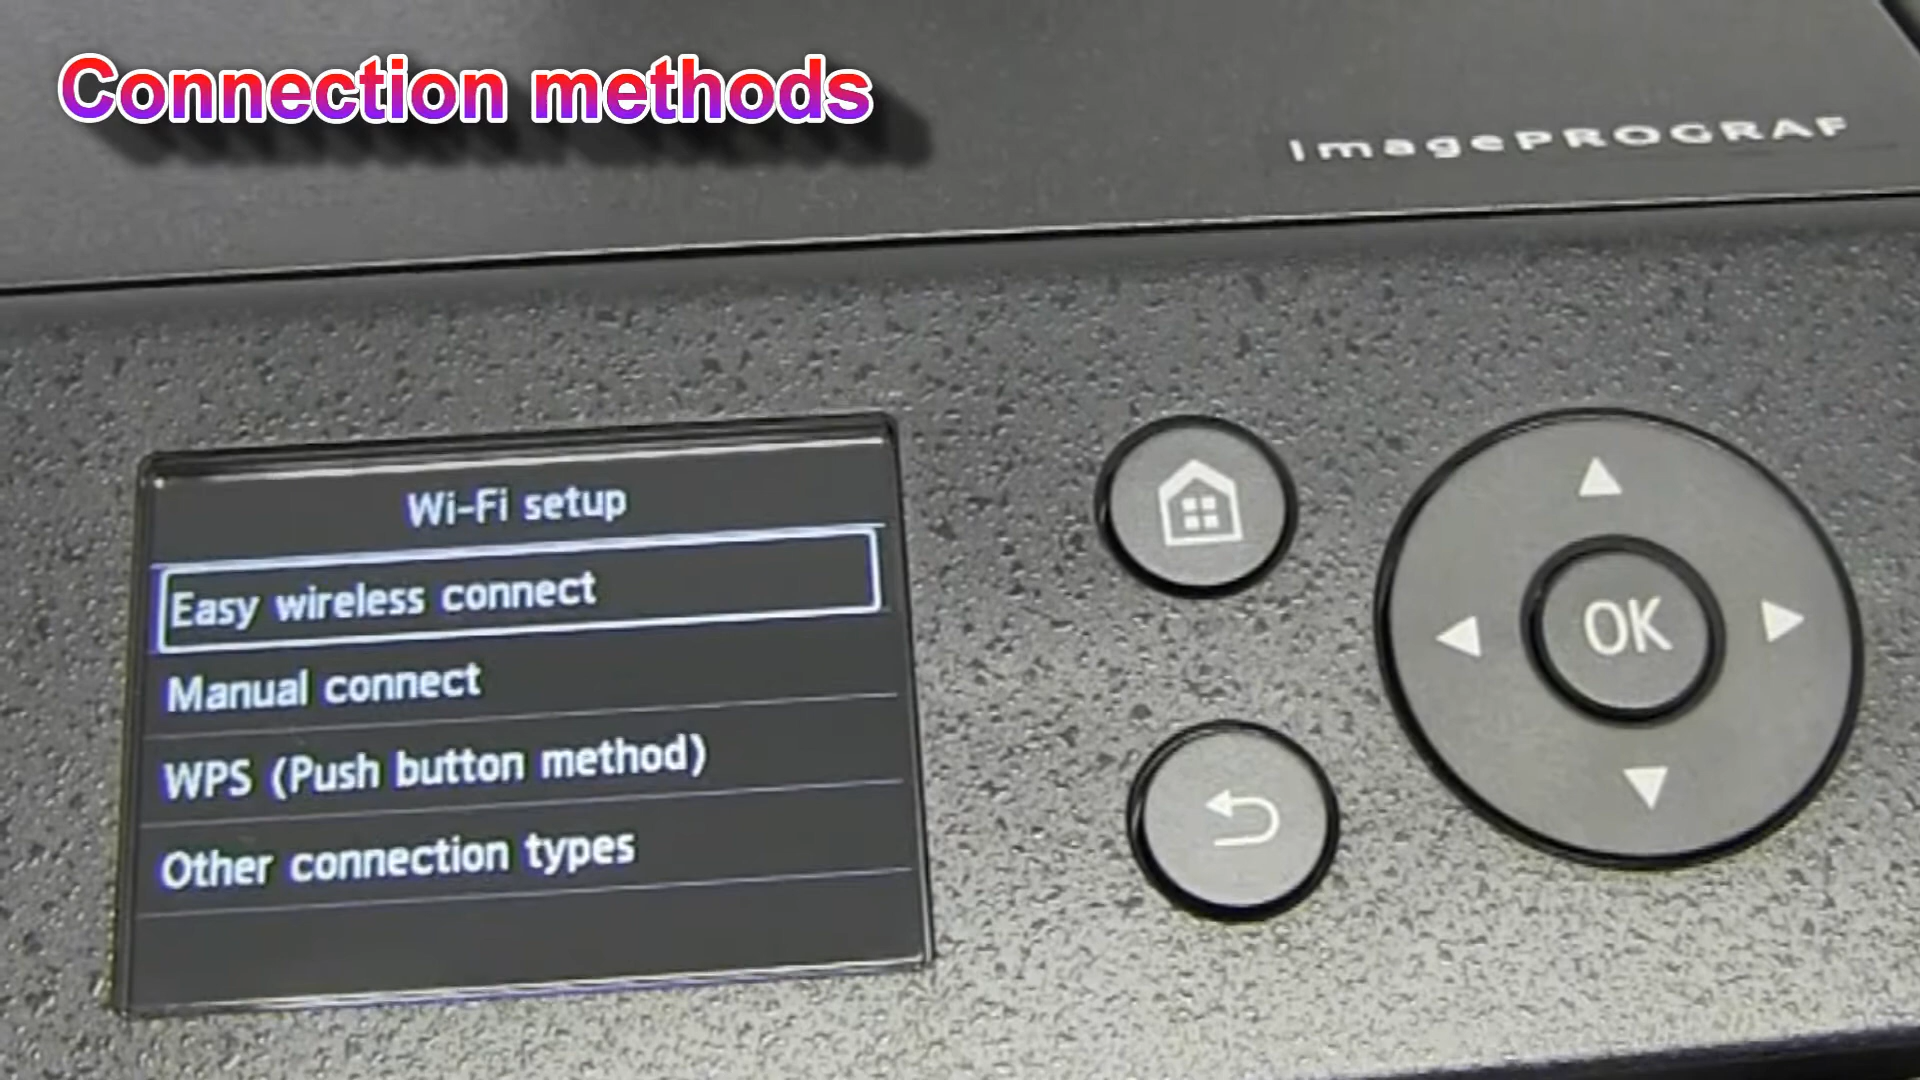 Connection methods
imagePROGRAF
Wi-Fi setup
Easy wireless connect
Manual connect
WPS (Push button method)
Other connection types
OK